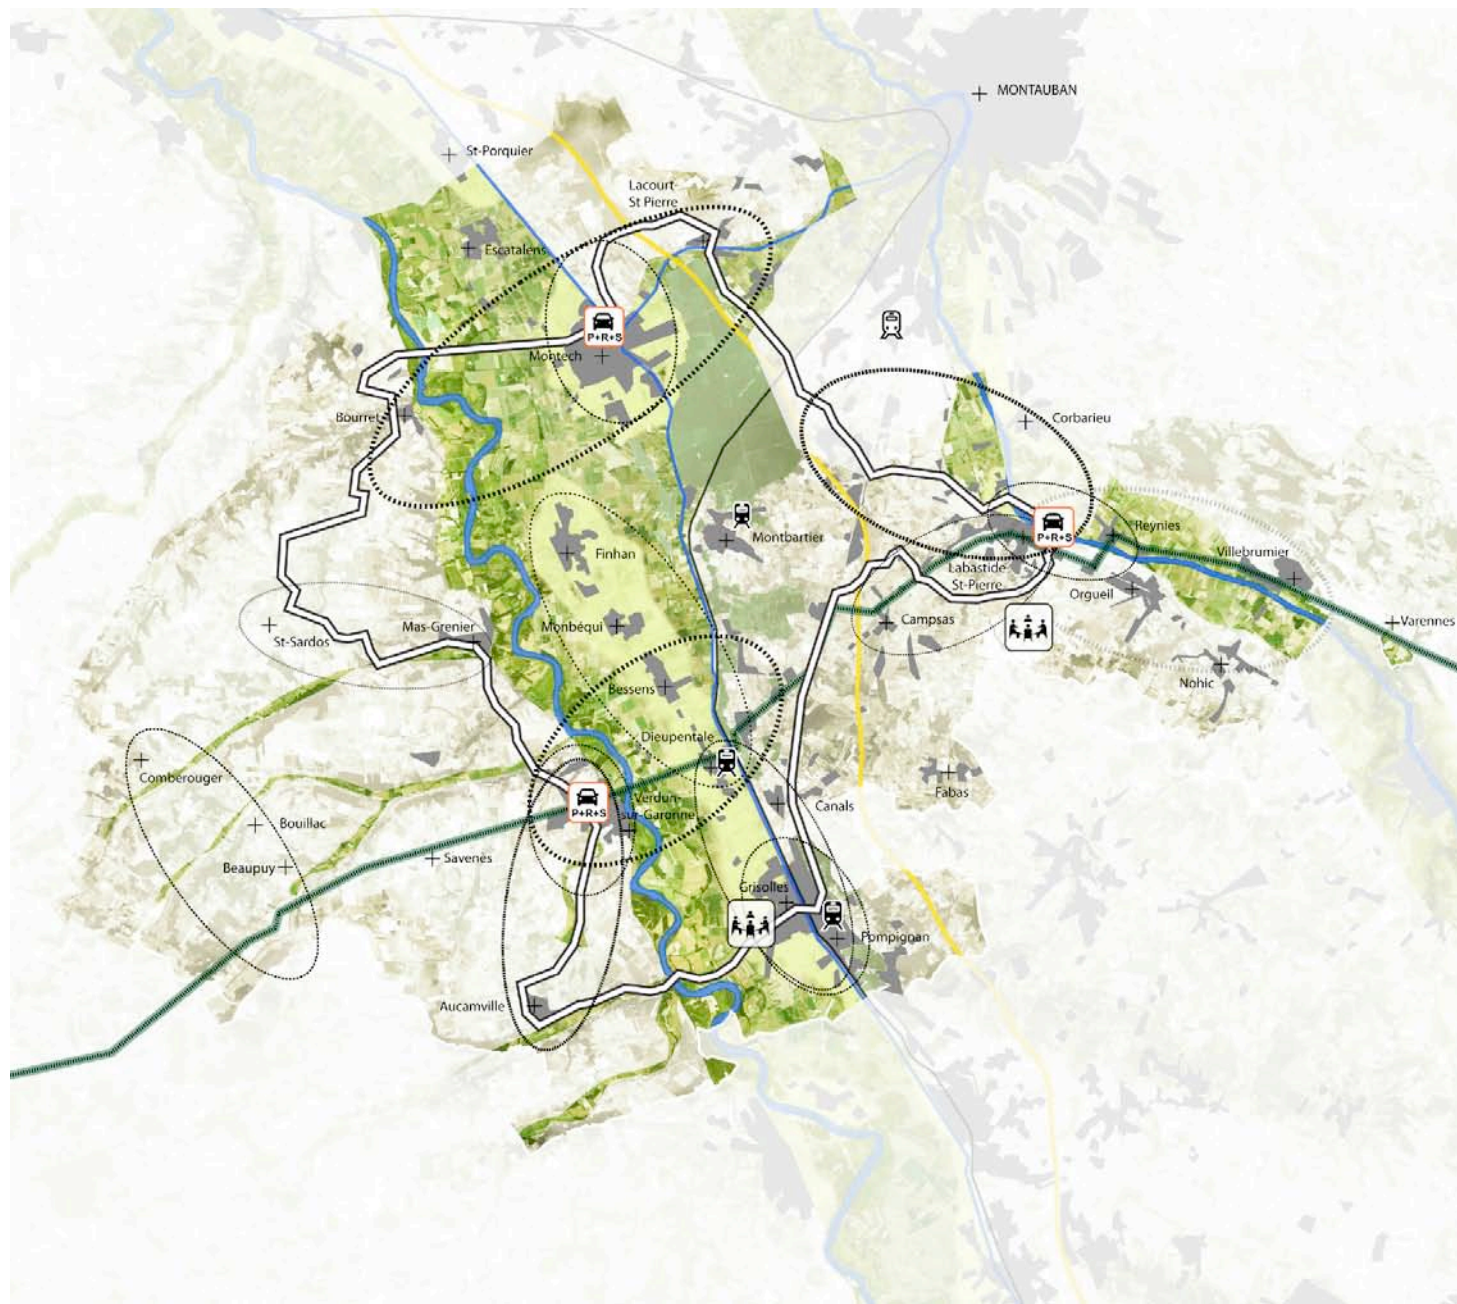 MONTAUBAN
St-Porquier
Lacourt-
St Pierre
Escatalens
P+R+S
Montech
Bourret
Corbarieu
Finhan
Montbartier
P+R+S
Reynies
Villebrumier
Labastide
St-Pierre
Orgueil
St-Sardos
Mas-Grenier
Monbéqui
Campsas
Varennes
Bessens
Nohic
Dieupentale
Comberouger
P+R+S
Verdun-
sur-Garonne
Canals
Fabas
Bouillac
Beaupuy
Savenes
Grisolles
Pompignan
Aucamville